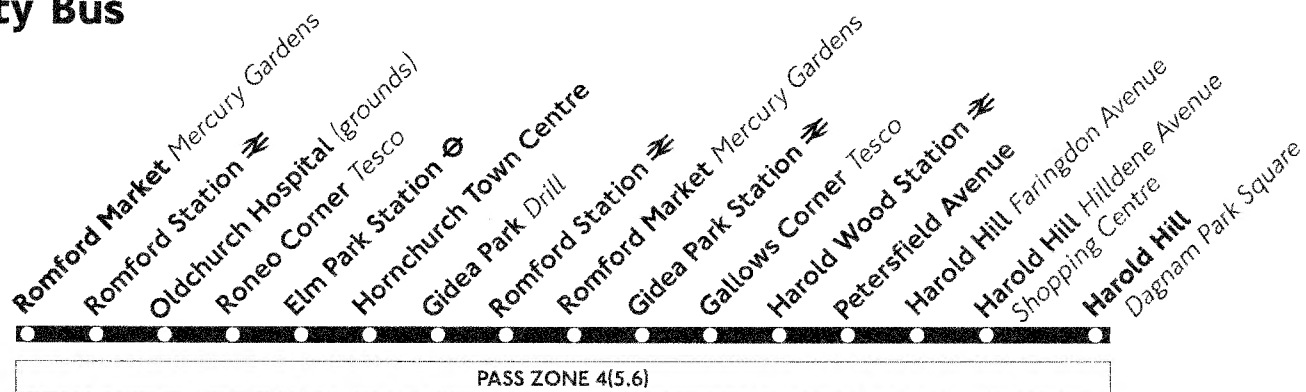 ty Bus
Romford Market Mercury Gardens
Romford Station
Oldchurch Hospital (grounds)
Roneo Corner Tesco
Elm Park Station
Hornchurch Town Centre
Gidea Park Drill
Romford Station
Romford Market Mercury Gardens
Gidea Park Station
Gallows Corner Tesco
Harold Wood Station
Petersfield Avenue
Harold Hill Faringdon Avenue
Harold Hill Hilldene Avenue
Shopping Centre
Harold Hill
Dagnam Park Square
PASS ZONE 4(5.6)